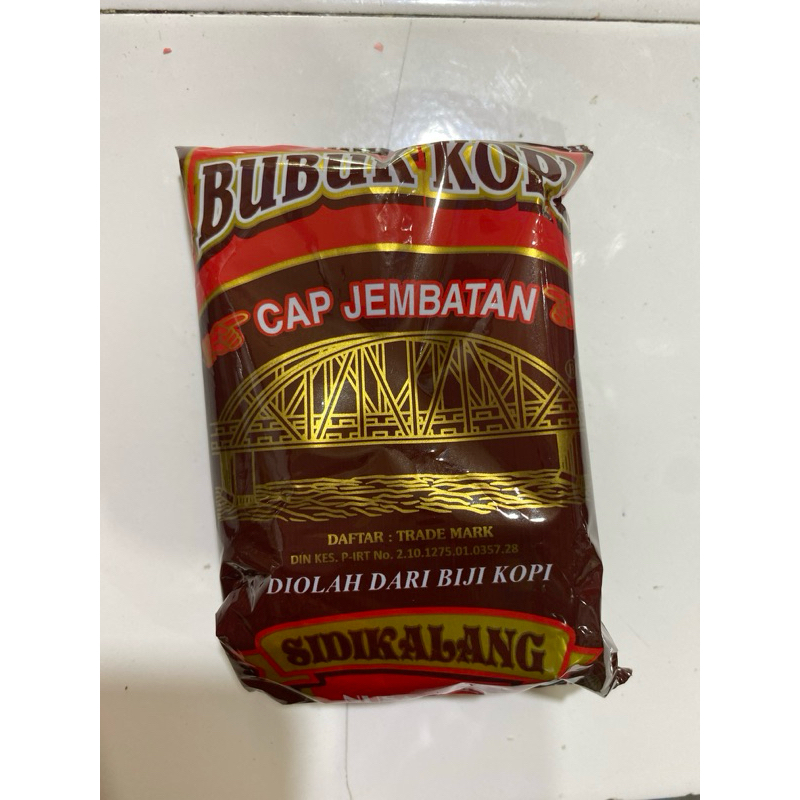 BUBUK KOPI
CAP JEMBATAN
DAFTAR : TRADE MARK
DIN KES. P-IRT No. 2.10.1275.01.0357.28
DIOLAH DARI BIJI KOPI
SIDIKALANG